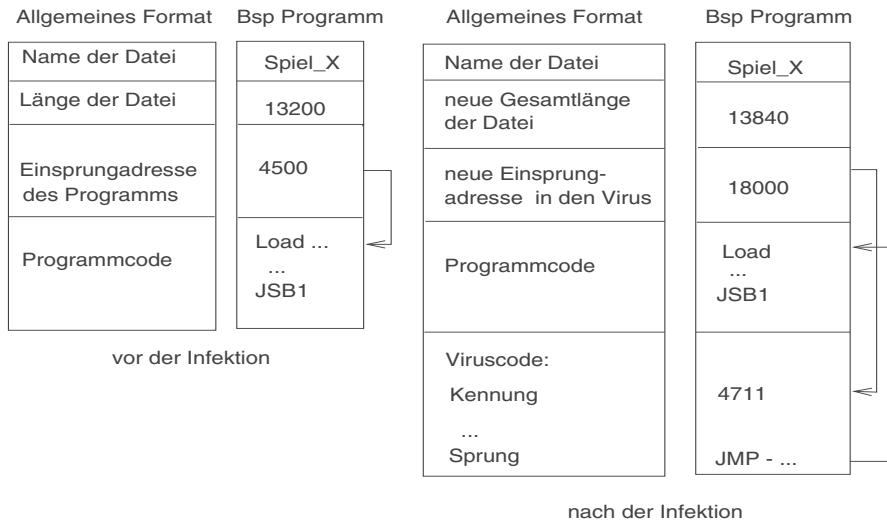 Allgemeines Format
Bsp Programm
Name der Datei
Spiel_X
Länge der Datei
13200
Einsprungadresse
des Programms
4500
Programmcode
Load ...
...
JSB1
vor der Infektion
Allgemeines Format
Bsp Programm
Name der Datei
Spiel_X
neue Gesamtlänge
der Datei
13840
neue Einsprung-
adresse in den Virus
18000
Programmcode
Load
...
JSB1
Viruscode:
Kennung
4711
...
Sprung
JMP - ...
nach der Infektion